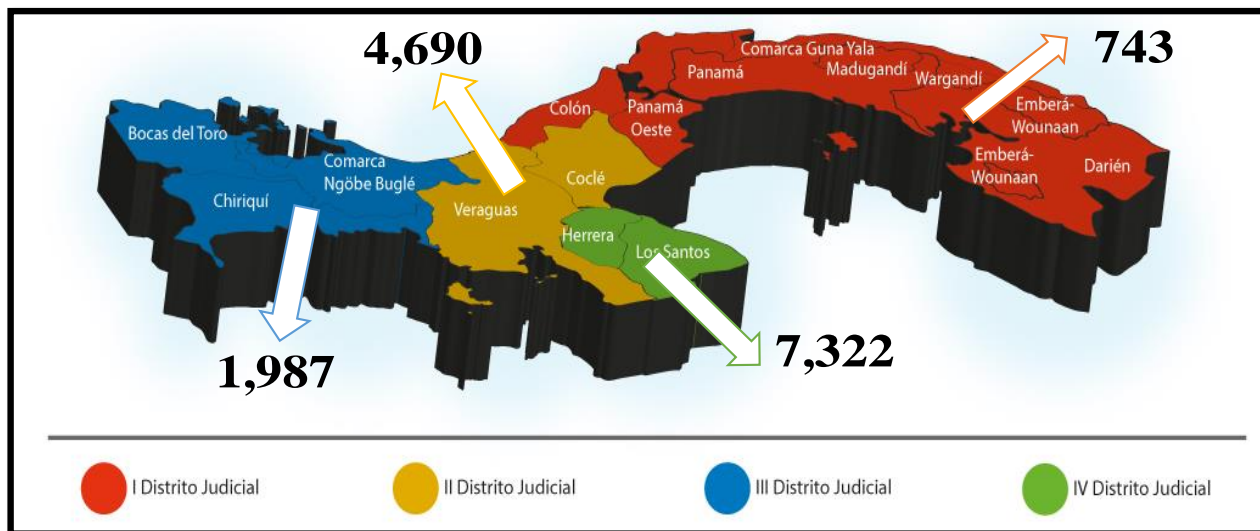 4,690
743
Comarca Guna Yala
Panamá
Madugandí
Wargandí
Colón
Panamá
Oeste
Emberá-
Wounaan
Bocas del Toro
Comarca
Ngöbe Buglé
Coclé
Emberá-
Wounaan
Darién
Chiriquí
Veraguas
Herrera
Los Santos
1,987
7,322
I Distrito Judicial
II Distrito Judicial
III Distrito Judicial
IV Distrito Judicial